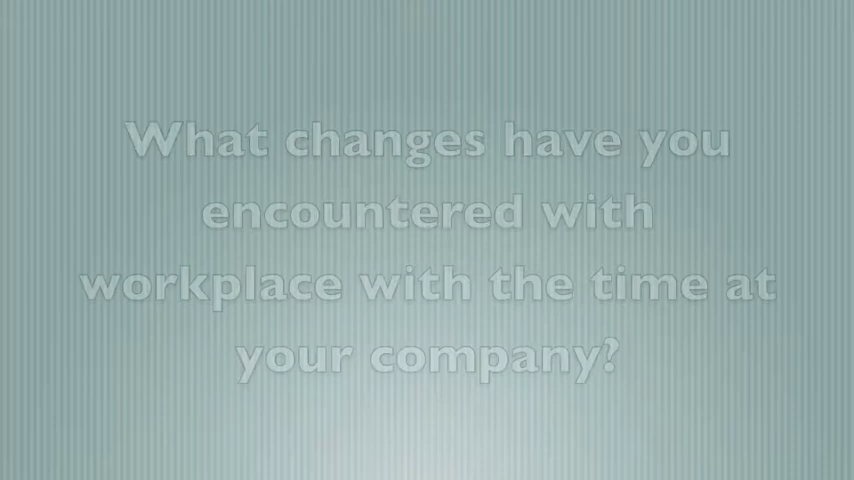 What changes have you
encountered with
workplace with the time at
your company?